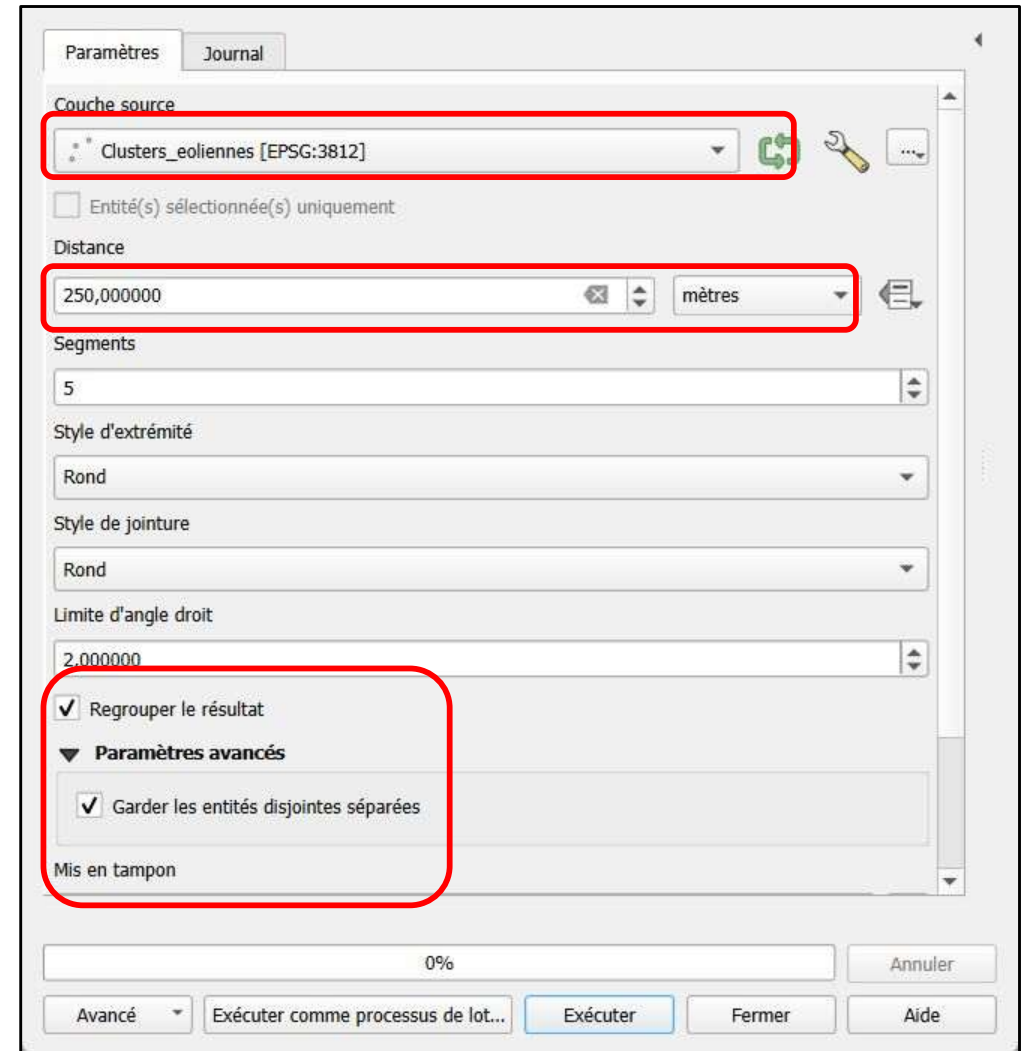 Paramètres Journal
Couche source
Clusters_eoliennes [EPSG:3812]
...
Entité(s) sélectionnée(s) uniquement
Distance
250,000000 mètres
Segments
5
Style d'extrémité
Rond
Style de jointure
Rond
Limite d'angle droit
2,000000
Regrouper le résultat
Paramètres avancés
Garder les entités disjointes séparées
Mis en tampon
0% Annuler
Avancé Exécuter comme processus de lot... Exécuter Fermer Aide